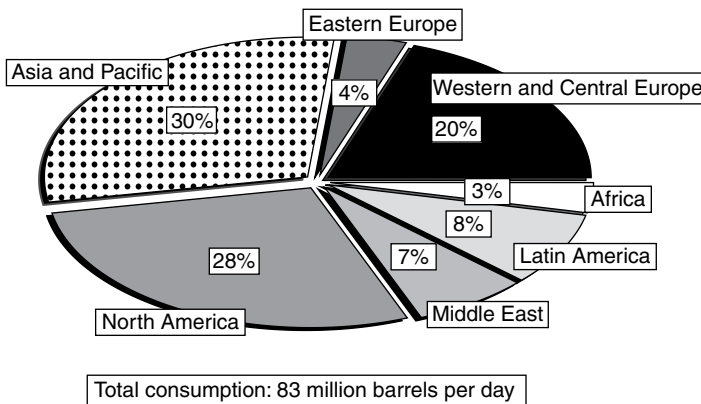 Eastern Europe
Asia and Pacific
Western and Central Europe
4%
30%
20%
3%
Africa
8%
Latin America
7%
28%
Middle East
North America
Total consumption: 83 million barrels per day